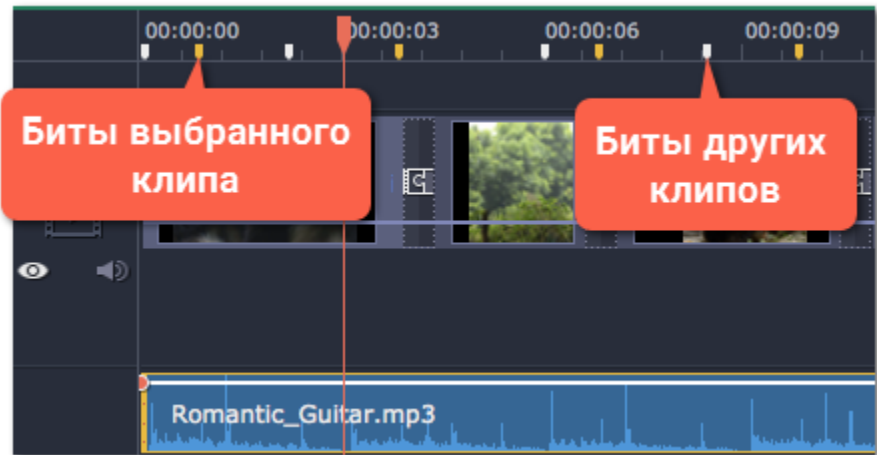 00:00:00 00:00:03 00:00:06 00:00:09
Биты выбранного
клипа
Биты других
клипов
Romantic_Guitar.mp3